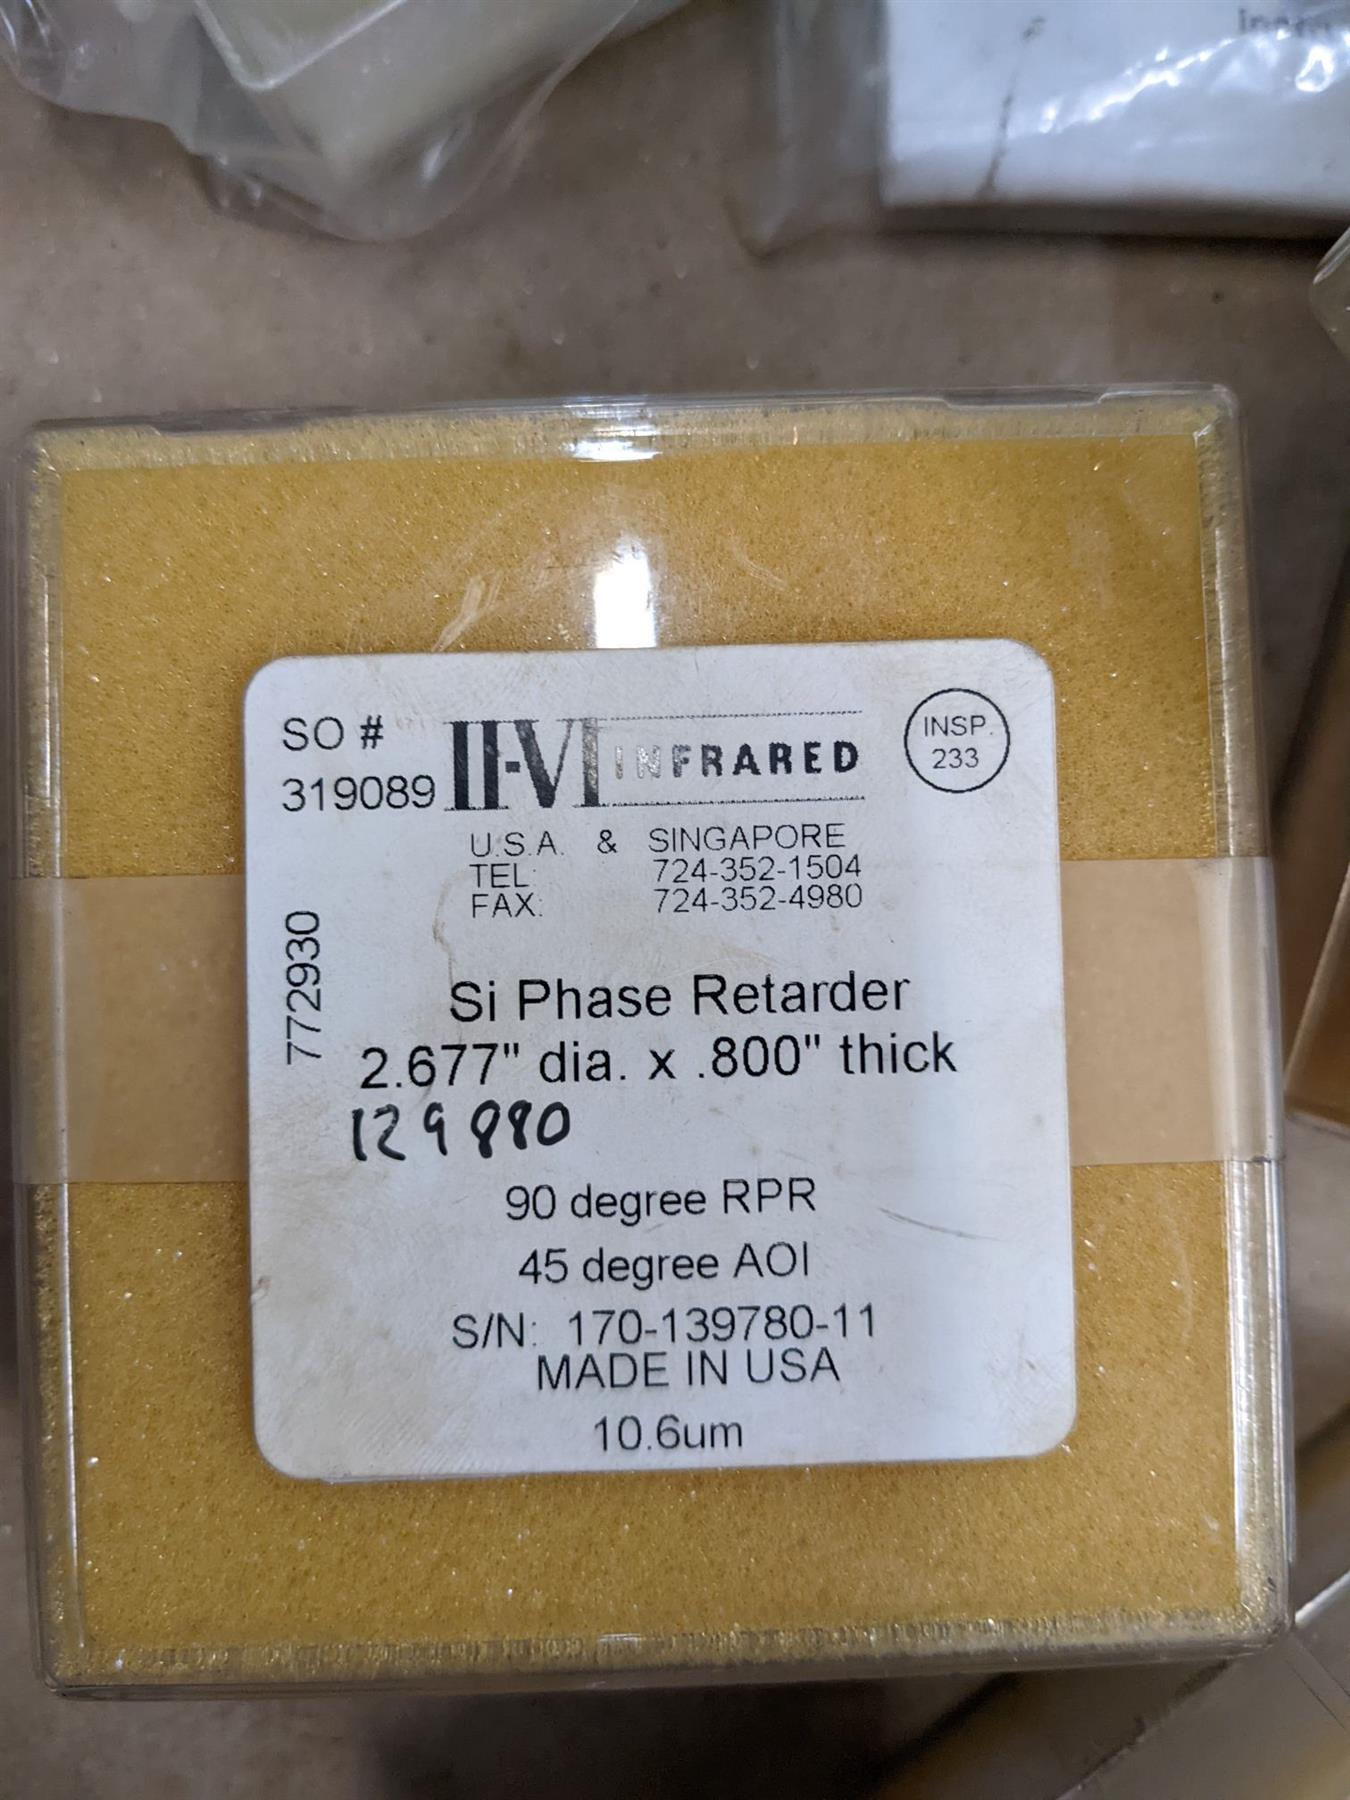 SO #
319089
II-VI INFRARED
INSP.
233
U.S.A. & SINGAPORE
TEL: 724-352-1504
FAX: 724-352-4980
772930
Si Phase Retarder
2.677" dia. x .800" thick
129880
90 degree RPR
45 degree AOI
S/N: 170-139780-11
MADE IN USA
10.6um